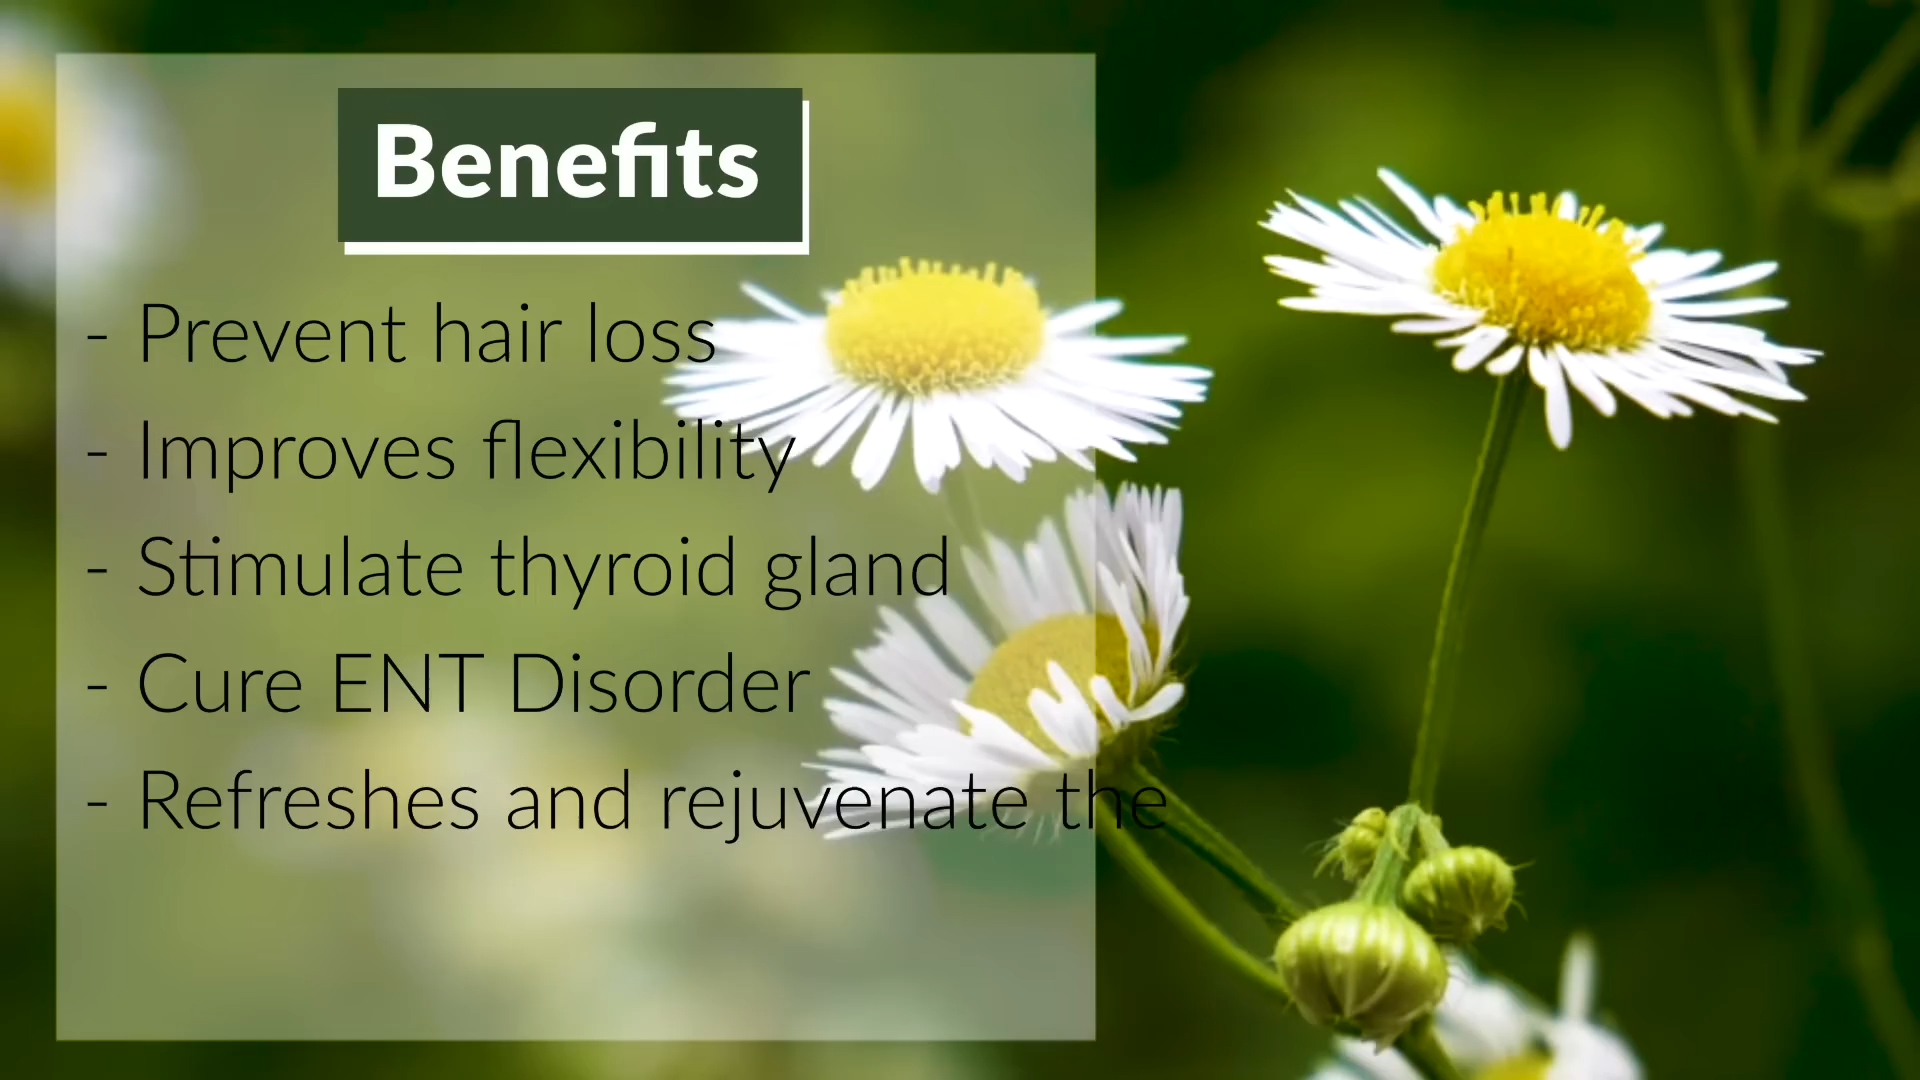 Benefits
- Prevent hair loss
- Improves flexibility
- Stimulate thyroid gland
- Cure ENT Disorder
- Refreshes and rejuvenate the